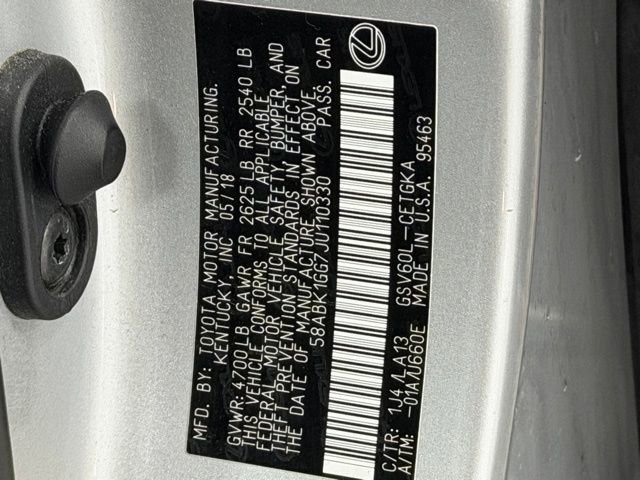 MFD. BY: TOYOTA MOTOR MANUFACTURING,
KENTUCKY, INC 05/18
GVWR: 4700LB GAWR FR 2625LB RR 2540 LB
THIS VEHICLE CONFORMS TO ALL APPLICABLE
FEDERAL MOTOR VEHICLE SAFETY, BUMPER, AND
THEFT PREVENTION STANDARDS IN EFFECT ON
THE DATE OF MANUFACTURE SHOWN ABOVE.
58ABK1GG7JU110330 PASS. CAR
C/TR: 1J4/LA13 GSV60L-CETGKA
A/TM: -01A/U660E MADE IN U.S.A. 95463